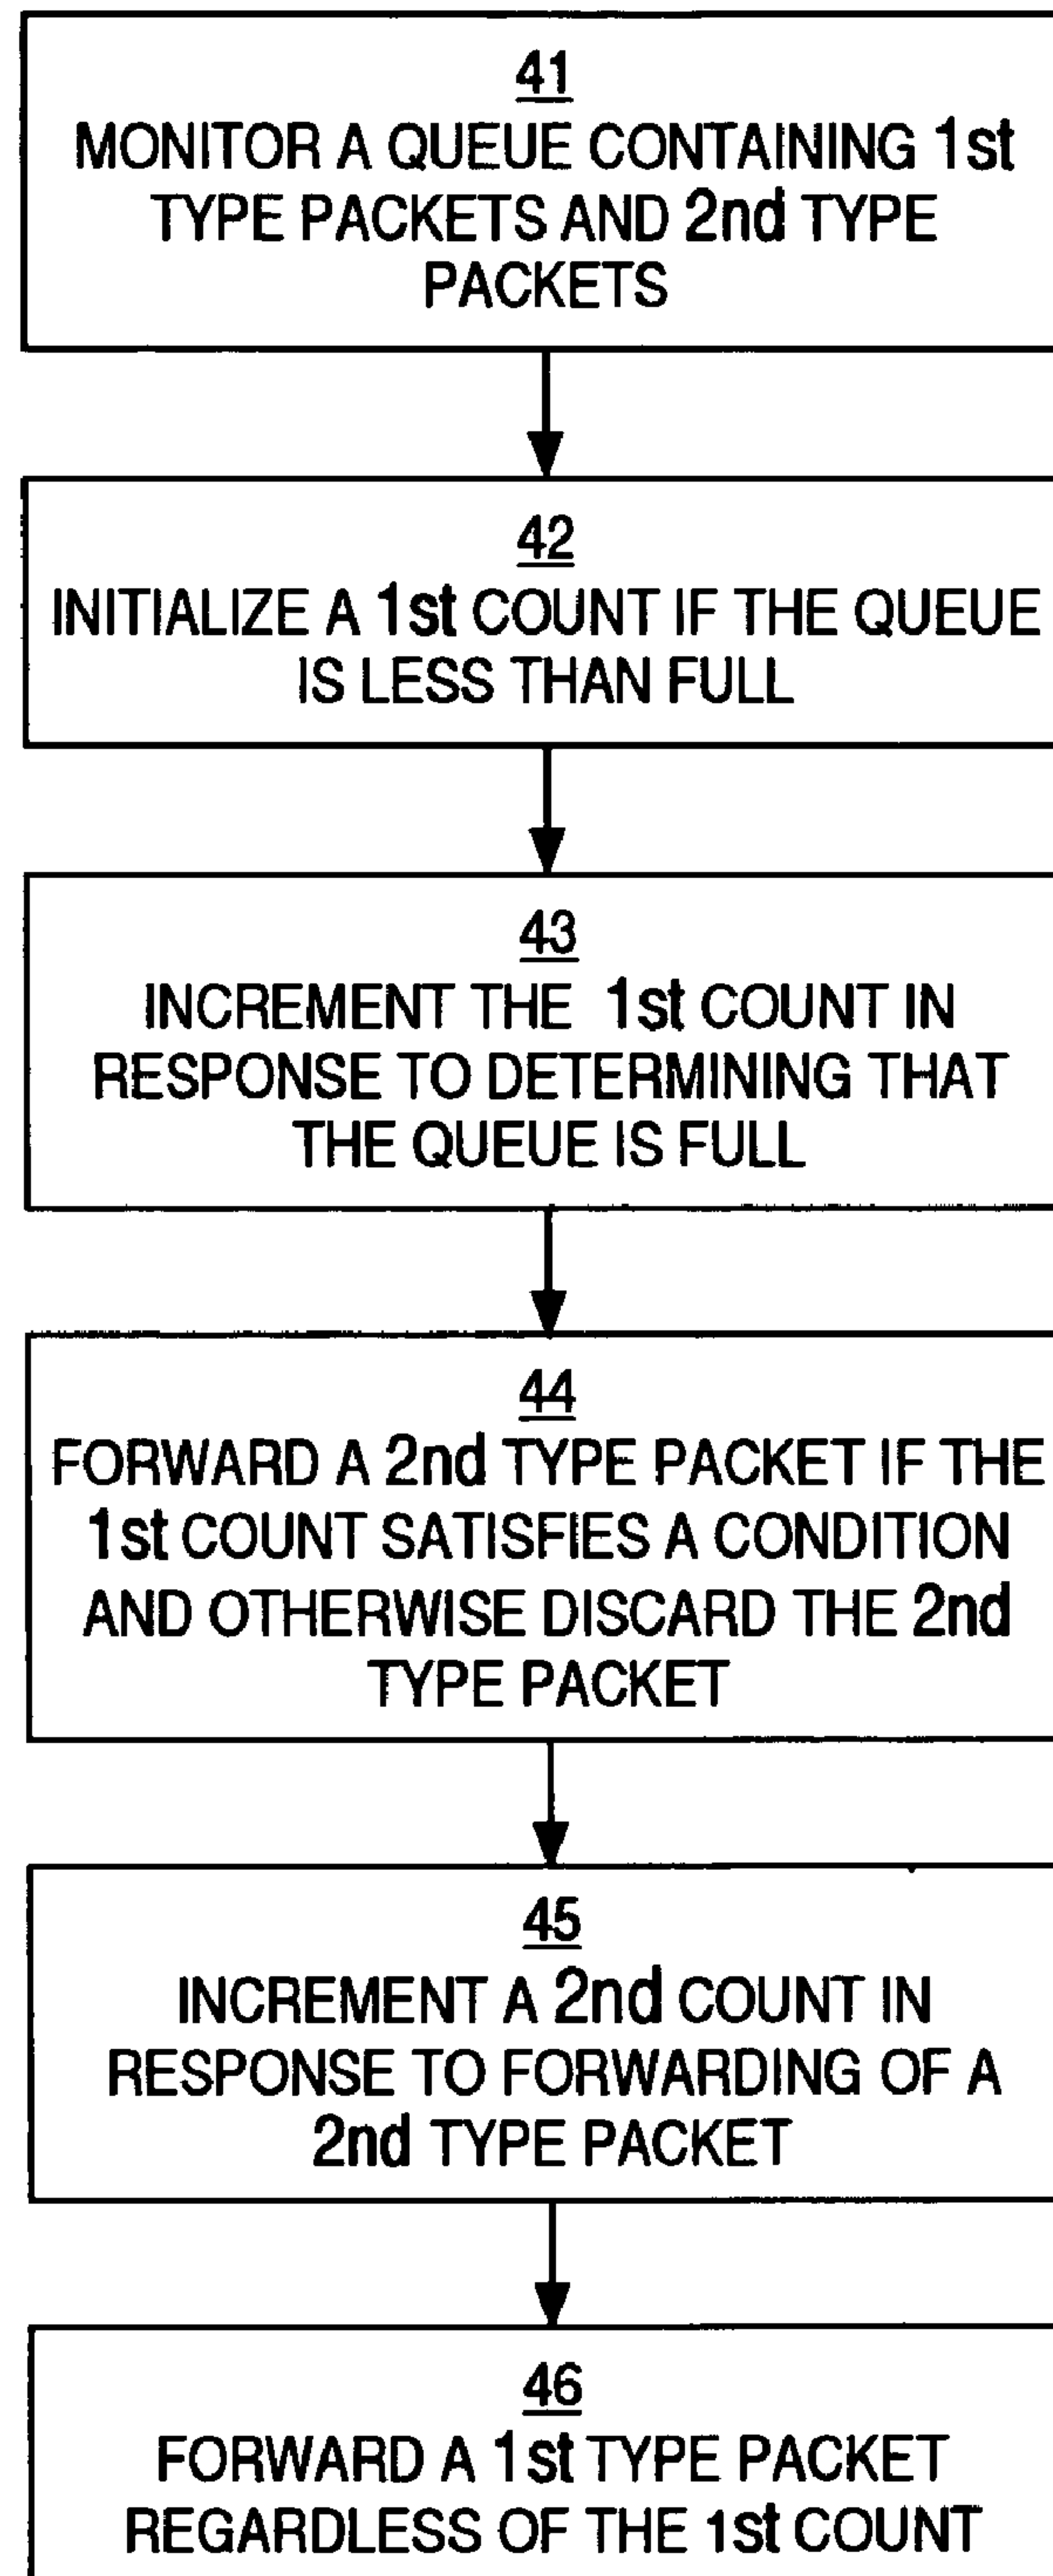 41
MONITOR A QUEUE CONTAINING 1st
TYPE PACKETS AND 2nd TYPE
PACKETS
42
INITIALIZE A 1st COUNT IF THE QUEUE
IS LESS THAN FULL
43
INCREMENT THE 1st COUNT IN
RESPONSE TO DETERMINING THAT
THE QUEUE IS FULL
44
FORWARD A 2nd TYPE PACKET IF THE
1st COUNT SATISFIES A CONDITION
AND OTHERWISE DISCARD THE 2nd
TYPE PACKET
45
INCREMENT A 2nd COUNT IN
RESPONSE TO FORWARDING OF A
2nd TYPE PACKET
46
FORWARD A 1st TYPE PACKET
REGARDLESS OF THE 1st COUNT